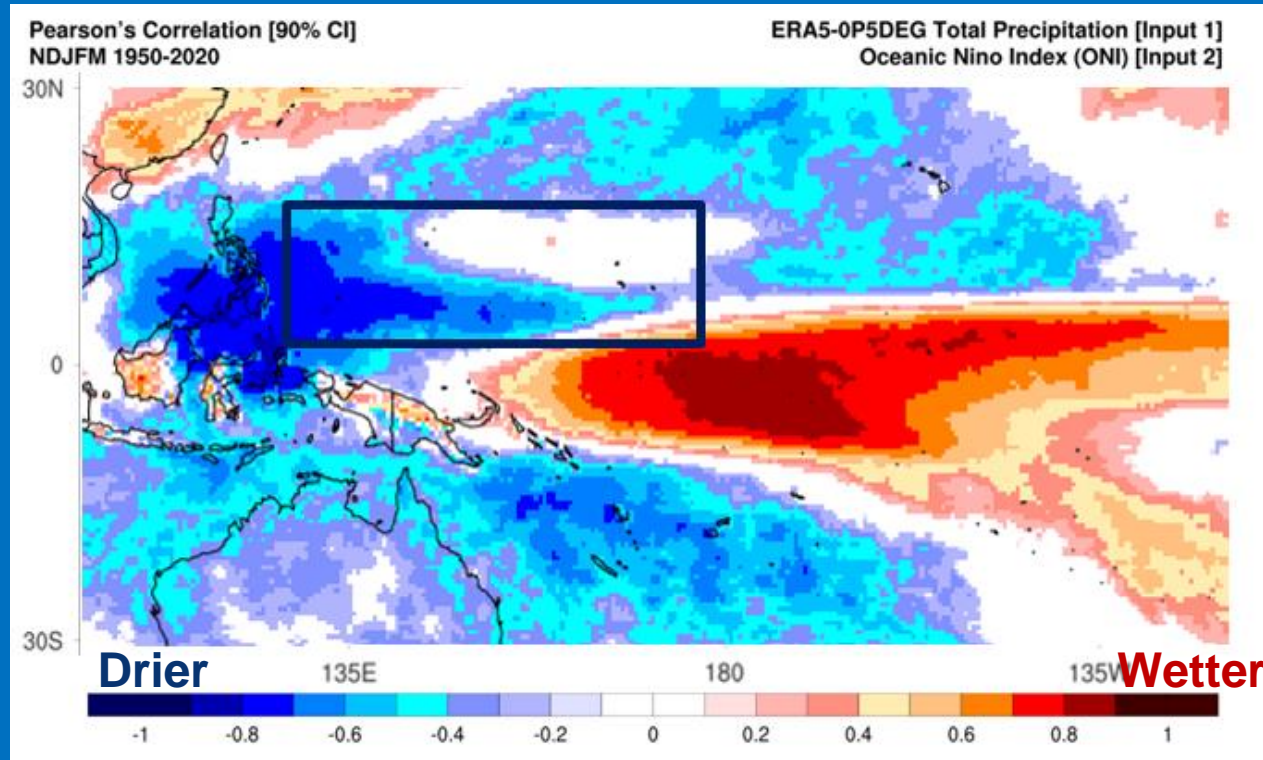 Pearson's Correlation [90% CI]
NDJFM 1950-2020
ERA5-0P5DEG Total Precipitation [Input 1]
Oceanic Nino Index (ONI) [Input 2]
30N
0
30S
135E 180 135W
Drier Wetter
-1 -0.8 -0.6 -0.4 -0.2 0 0.2 0.4 0.6 0.8 1